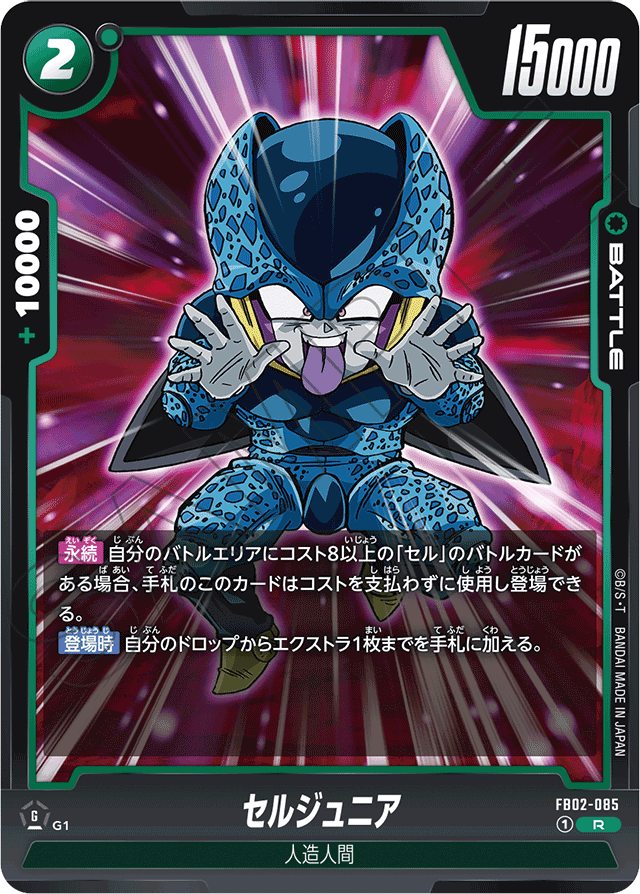 2
15000
+ 10000
BATTLE
永続 自分のバトルエリアにコスト8以上の「セル」のバトルカードが
ある場合、手札のこのカードはコストを支払わずに使用し登場でき
る。
登場時 自分のドロップからエクストラ1枚までを手札に加える。
©B/S・T BANDAI MADE IN JAPAN
セルジュニア
FB02-085
G
G1
1 R
人造人間